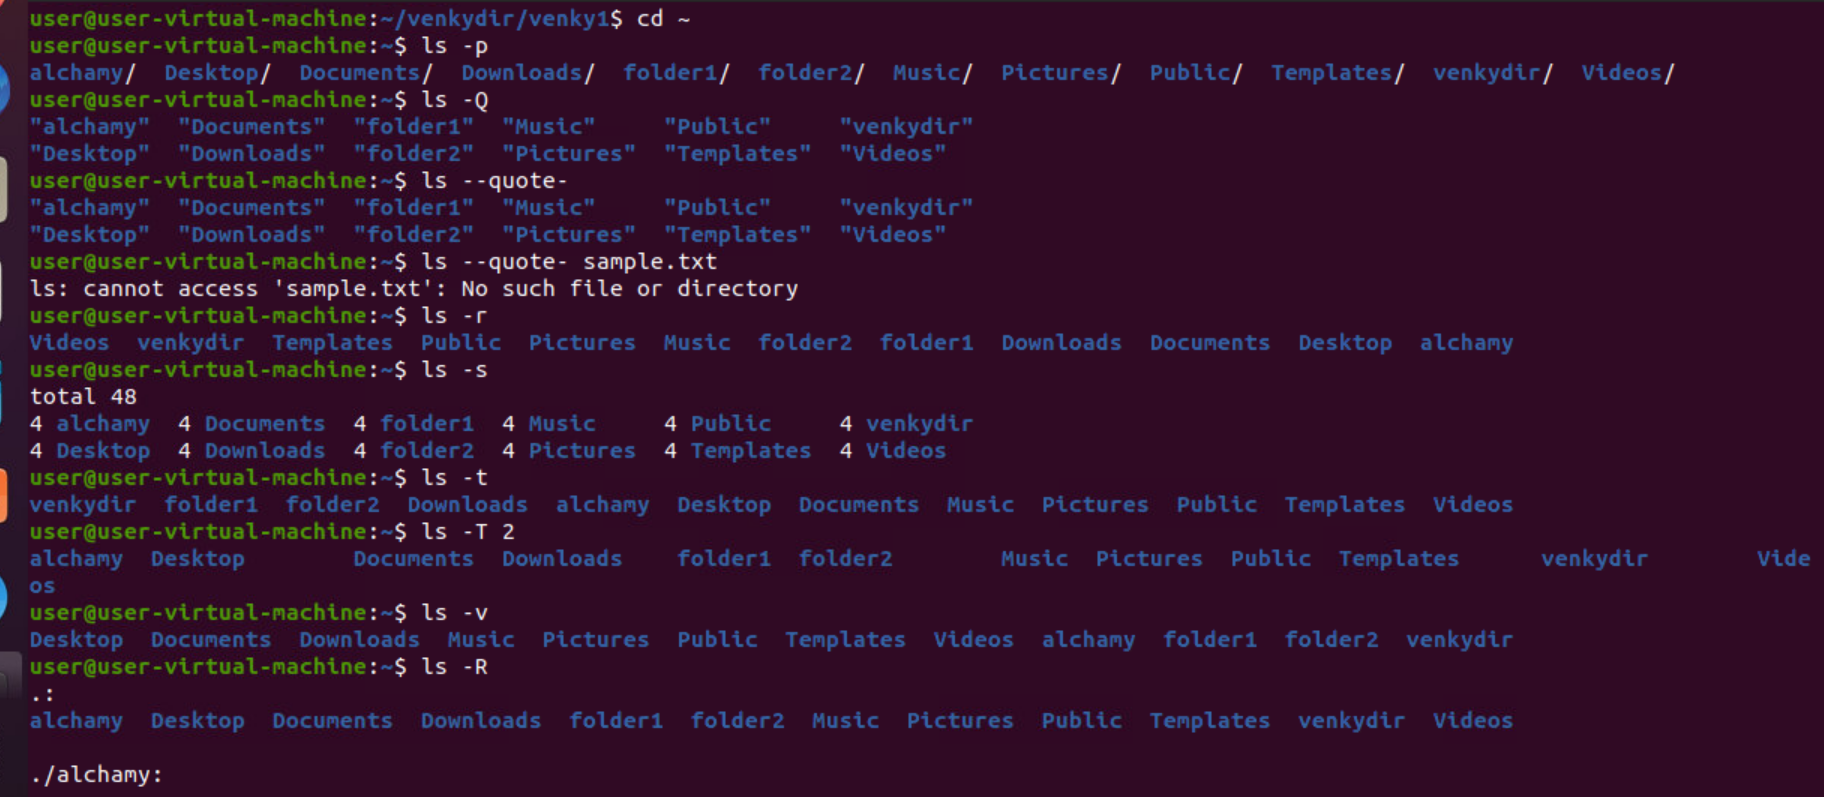 user@user-virtual-machine:~/venkydir/venky1$ cd ~
user@user-virtual-machine:~$ ls -p
alchamy/  Desktop/  Documents/  Downloads/  folder1/  folder2/  Music/  Pictures/  Public/  Templates/  venkydir/  Videos/
user@user-virtual-machine:~$ ls -Q
"alchamy"  "Documents"  "folder1"  "Music"     "Public"     "venkydir"
"Desktop"  "Downloads"  "folder2"  "Pictures"  "Templates"  "Videos"
user@user-virtual-machine:~$ ls --quote-
"alchamy"  "Documents"  "folder1"  "Music"     "Public"     "venkydir"
"Desktop"  "Downloads"  "folder2"  "Pictures"  "Templates"  "Videos"
user@user-virtual-machine:~$ ls --quote- sample.txt
ls: cannot access 'sample.txt': No such file or directory
user@user-virtual-machine:~$ ls -r
Videos  venkydir  Templates  Public  Pictures  Music  folder2  folder1  Downloads  Documents  Desktop  alchamy
user@user-virtual-machine:~$ ls -s
total 48
4 alchamy  4 Documents  4 folder1  4 Music     4 Public     4 venkydir
4 Desktop  4 Downloads  4 folder2  4 Pictures  4 Templates  4 Videos
user@user-virtual-machine:~$ ls -t
venkydir  folder1  folder2  Downloads  alchamy  Desktop  Documents  Music  Pictures  Public  Templates  Videos
user@user-virtual-machine:~$ ls -T 2
alchamy  Desktop        Documents  Downloads    folder1  folder2        Music  Pictures  Public  Templates      venkydir        Vide
os
user@user-virtual-machine:~$ ls -v
Desktop  Documents  Downloads  Music  Pictures  Public  Templates  Videos  alchamy  folder1  folder2  venkydir
user@user-virtual-machine:~$ ls -R
.:
alchamy  Desktop  Documents  Downloads  folder1  folder2  Music  Pictures  Public  Templates  venkydir  Videos
./alchamy: